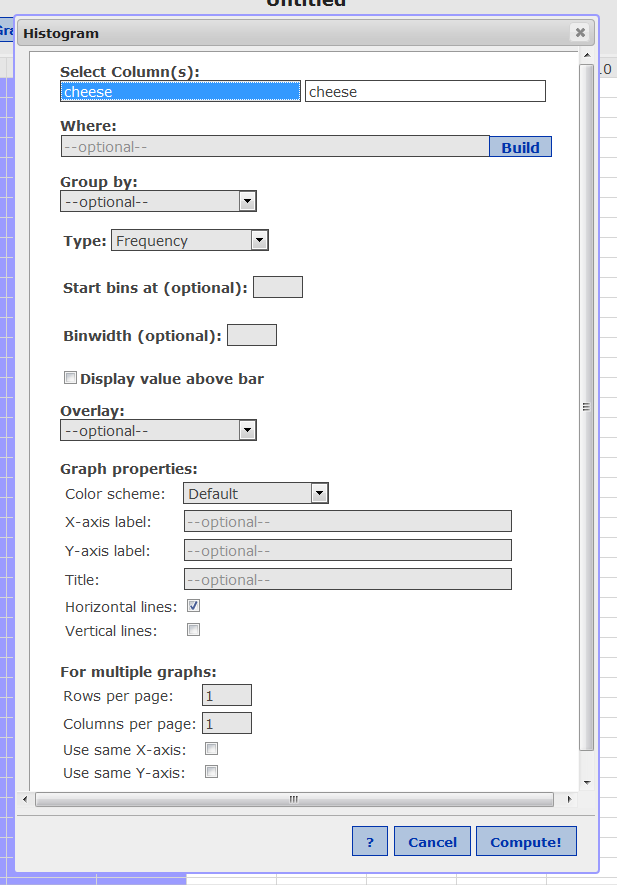 Untitled
Gra
Histogram
10
Select Column(s):
cheese cheese
Where:
--optional-- Build
Group by:
--optional--
Type: Frequency
Start bins at (optional):
Binwidth (optional):
Display value above bar
Overlay:
--optional--
Graph properties:
Color scheme: Default
X-axis label: --optional--
Y-axis label: --optional--
Title: --optional--
Horizontal lines:
Vertical lines:
For multiple graphs:
Rows per page: 1
Columns per page: 1
Use same X-axis:
Use same Y-axis:
? Cancel Compute!